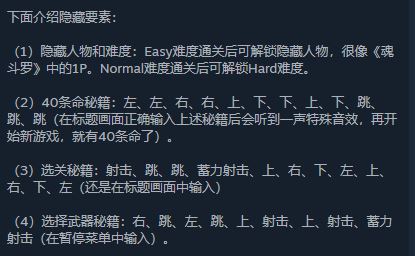 下面介绍隐藏要素：
（1）隐藏人物和难度：Easy难度通关后可解锁隐藏人物，很像《魂
斗罗》中的1P。Normal难度通关后可解锁Hard难度。
（2）40条命秘籍：左、左、右、右、上、下、下、上、下、跳、
跳、跳（在标题画面正确输入上述秘籍后会听到一声特殊音效，再开
始新游戏，就有40条命了）。
（3）选关秘籍：射击、跳、跳、蓄力射击、上、右、下、左、上、
右、下、左（还是在标题画面中输入）
（4）选择武器秘籍：右、跳、左、跳、上、射击、上、射击、蓄力
射击（在暂停菜单中输入）。